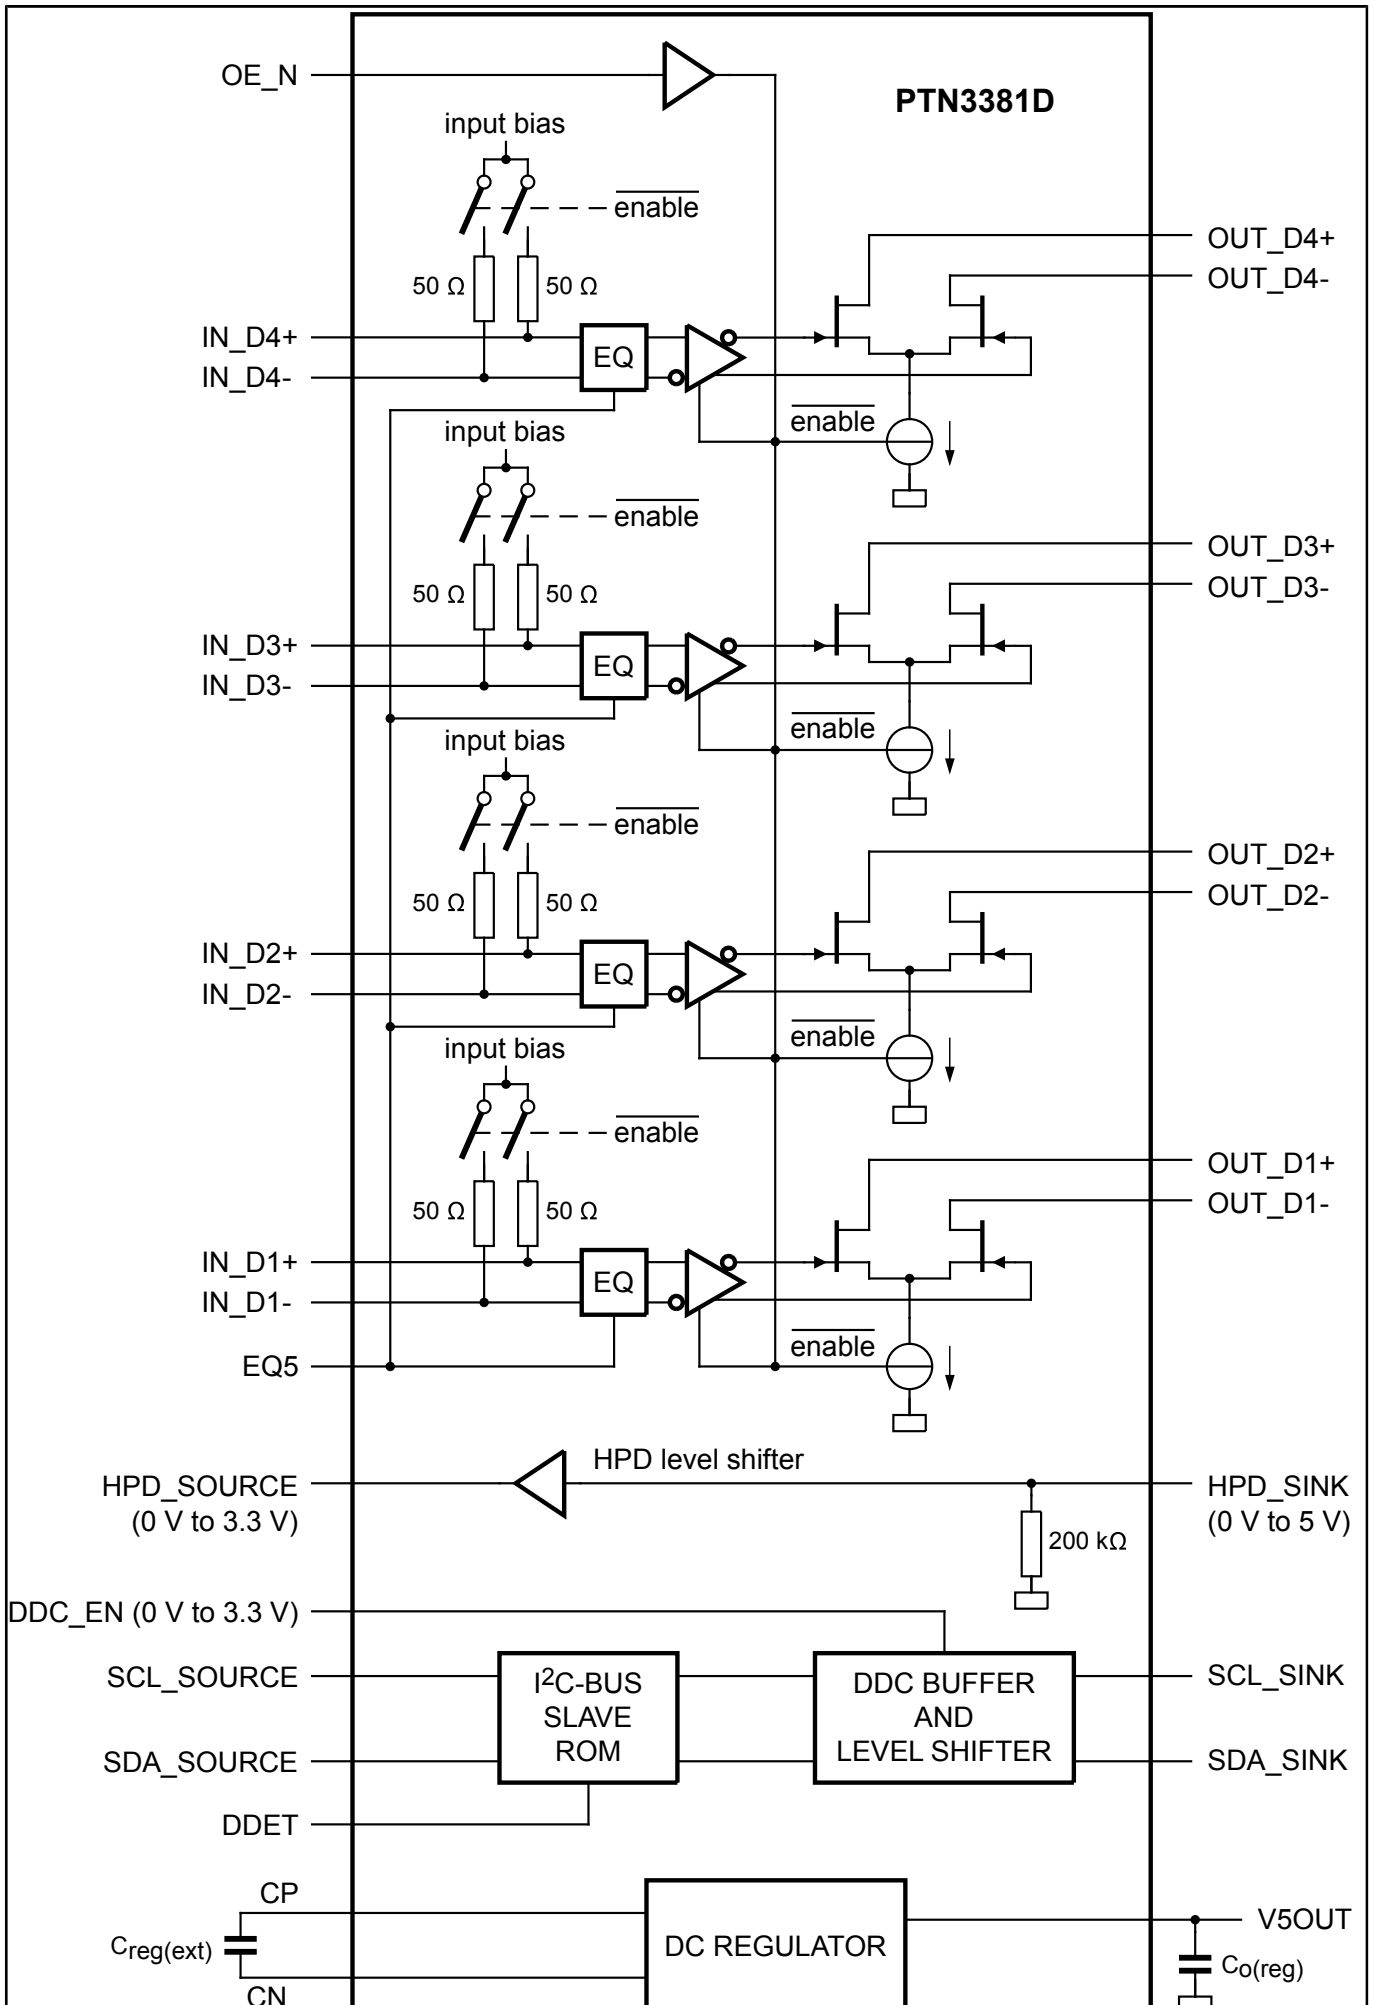 OE_N
PTN3381D
input bias
enable
50 Ω
50 Ω
OUT_D4+
OUT_D4-
IN_D4+
IN_D4-
EQ
enable
input bias
enable
50 Ω
50 Ω
OUT_D3+
OUT_D3-
IN_D3+
IN_D3-
EQ
enable
input bias
enable
50 Ω
50 Ω
OUT_D2+
OUT_D2-
IN_D2+
IN_D2-
EQ
enable
input bias
enable
50 Ω
50 Ω
OUT_D1+
OUT_D1-
IN_D1+
IN_D1-
EQ
enable
EQ5
HPD level shifter
HPD_SOURCE
(0 V to 3.3 V)
HPD_SINK
(0 V to 5 V)
200 kΩ
DDC_EN (0 V to 3.3 V)
SCL_SOURCE
I2C-BUS
SLAVE
ROM
DDC BUFFER
AND
LEVEL SHIFTER
SCL_SINK
SDA_SOURCE
SDA_SINK
DDET
CP
Creg(ext)
CN
DC REGULATOR
V5OUT
Co(reg)